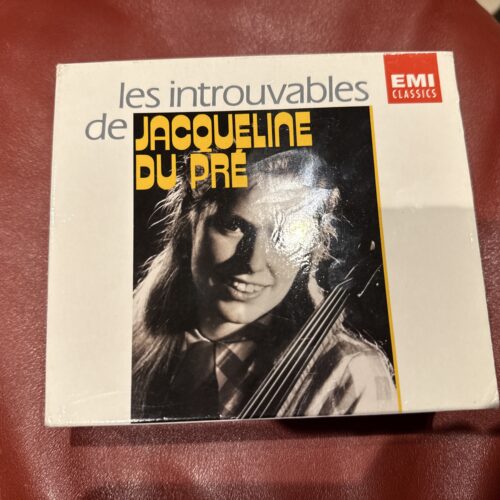 les introuvables
de JACQUELINE
DU PRÉ
EMI
CLASSICS